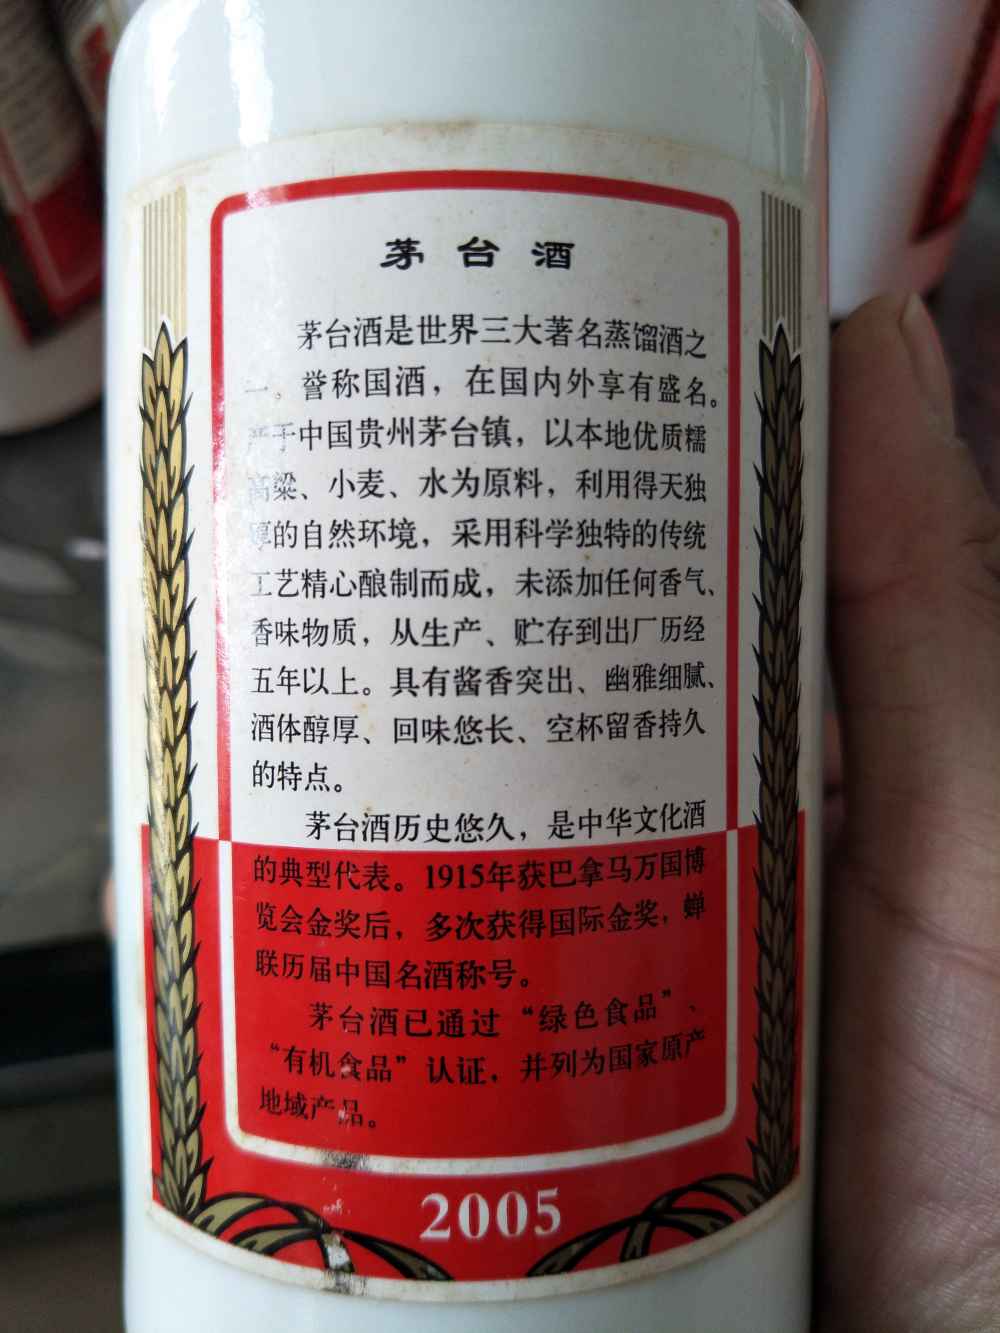 茅台酒
茅台酒是世界三大著名蒸馏酒之
一。誉称国酒，在国内外享有盛名。
产于中国贵州茅台镇，以本地优质糯
高粱、小麦、水为原料，利用得天独
厚的自然环境，采用科学独特的传统
工艺精心酿制而成，未添加任何香气、
香味物质，从生产、贮存到出厂历经
五年以上。具有酱香突出、幽雅细腻、
酒体醇厚、回味悠长、空杯留香持久
的特点。
茅台酒历史悠久，是中华文化酒
的典型代表。1915年获巴拿马万国博
览会金奖后，多次获得国际金奖，蝉
联历届中国名酒称号。
茅台酒已通过“绿色食品”、
“有机食品”认证，并列为国家原产
地域产品。
2005